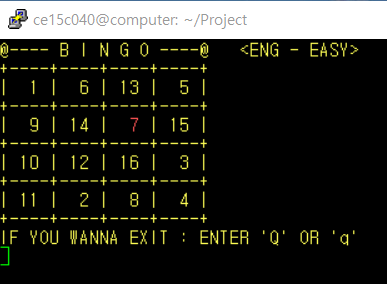 ce15c040@computer: ~/Project
@---- B I N G O ----@ <ENG - EASY>
+----+----+----+----+
| 1 | 6 | 13 | 5 |
+----+----+----+----+
| 9 | 14 | 7 | 15 |
+----+----+----+----+
| 10 | 12 | 16 | 3 |
+----+----+----+----+
| 11 | 2 | 8 | 4 |
+----+----+----+----+
IF YOU WANNA EXIT : ENTER 'Q' OR 'q'